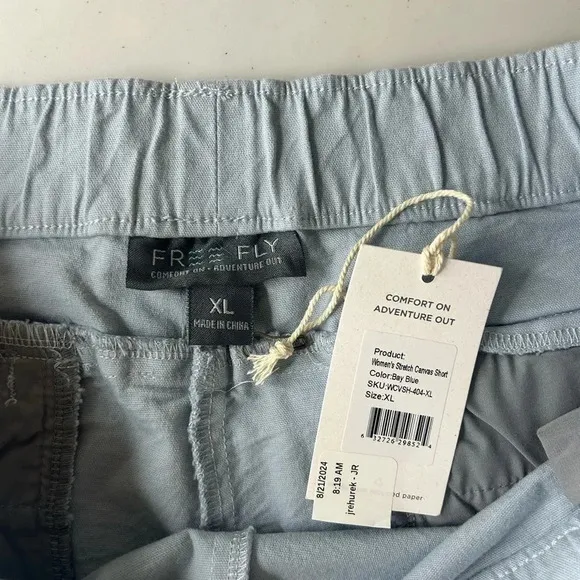 FREE FLY
COMFORT ON - ADVENTURE OUT
XL
MADE IN CHINA
COMFORT ON
ADVENTURE OUT
Product:
Women's Stretch Canvas Short
Color:Bay Blue
SKU:WCVSH-404-XL
Size:XL
6 32726 29852 4
8/21/2024
8:19 AM
jrehurek - JR
paper